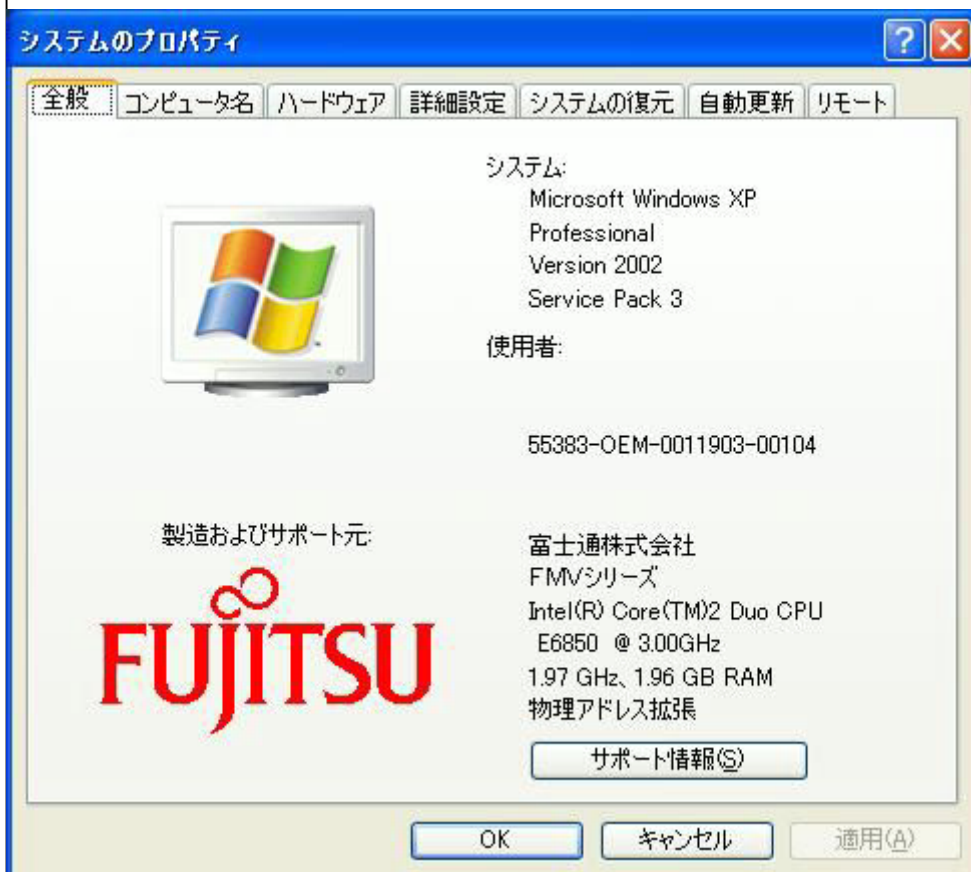 システムのプロパティ
全般 コンピュータ名 ハードウェア 詳細設定 システムの復元 自動更新 リモート
システム:
Microsoft Windows XP
Professional
Version 2002
Service Pack 3
使用者:
55383-OEM-0011903-00104
製造およびサポート元:
FUJITSU
富士通株式会社
FMVシリーズ
Intel(R) Core(TM)2 Duo CPU
E6850 @ 3.00GHz
1.97 GHz、1.96 GB RAM
物理アドレス拡張
サポート情報(S)
OK キャンセル 適用(A)